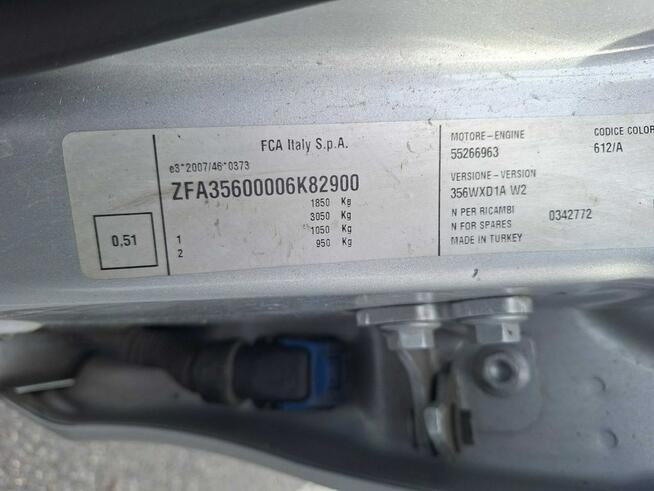 FCA Italy S.p.A.
e3*2007/46*0373
ZFA35600006K82900
1850 Kg
3050 Kg
1 1050 Kg
2 950 Kg
0.51
MOTORE-ENGINE
55266963
VERSIONE-VERSION
356WXD1A W2
N PER RICAMBI
N FOR SPARES 0342772
MADE IN TURKEY
CODICE COLOR
612/A